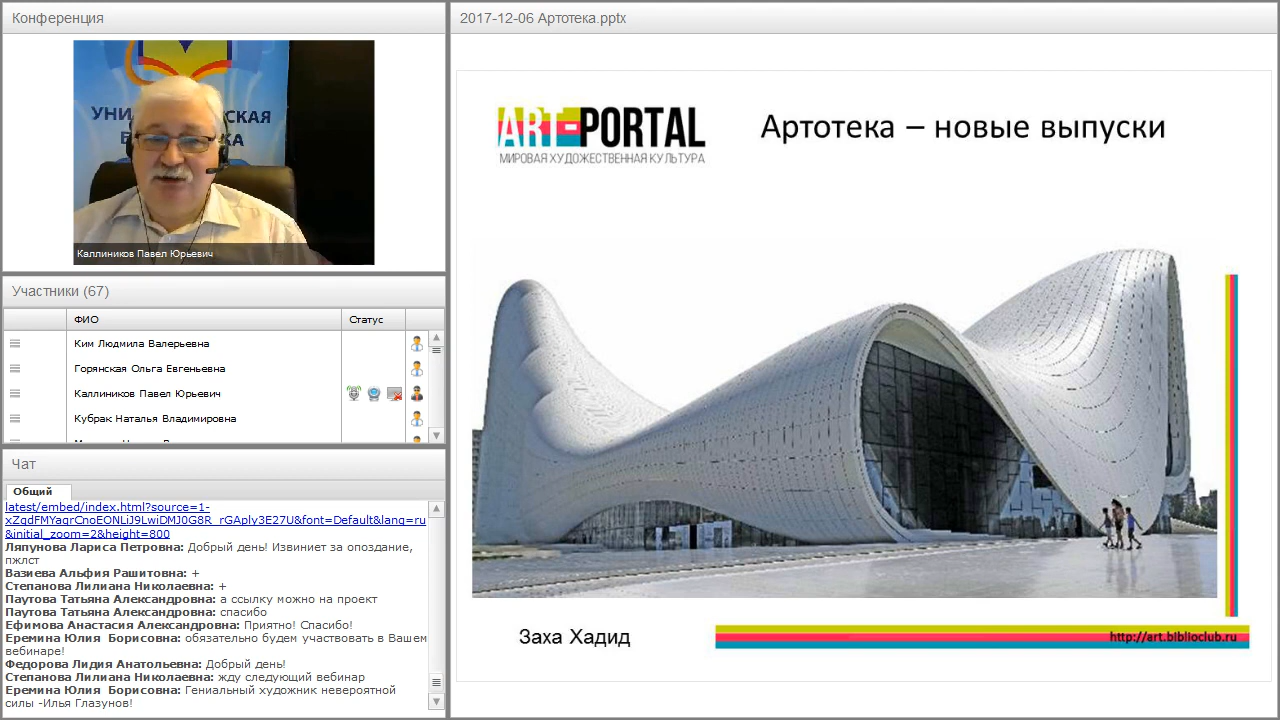 Конференция
УНИ
СКАЯ
Б
КА
Каллиников Павел Юрьевич
Участники (67)
ФИО
Статус
Ким Людмила Валерьевна
Горянская Ольга Евгеньевна
Каллиников Павел Юрьевич
Кубрак Наталья Владимировна
Чат
Общий
latest/embed/index.html?source=1-
xZqdFMYaqrCnoEONLiJ9LwiDMJ0G8R_rGAply3E27U&font=Default&lang=ru
&initial_zoom=2&height=800
Ляпунова Лариса Петровна: Добрый день! Извиниет за опоздание,
пжлст
Вазиева Альфия Рашитовна: +
Степанова Лилиана Николаевна: +
Паутова Татьяна Александровна: а ссылку можно на проект
Паутова Татьяна Александровна: спасибо
Ефимова Анастасия Александровна: Приятно! Спасибо!
Еремина Юлия Борисовна: обязательно будем участвовать в Вашем
вебинаре!
Федорова Лидия Анатольевна: Добрый день!
Степанова Лилиана Николаевна: жду следующий вебинар
Еремина Юлия Борисовна: Гениальный художник невероятной
силы -Илья Глазунов!
2017-12-06 Артотека.pptx
ART-PORTAL
МИРОВАЯ ХУДОЖЕСТВЕННАЯ КУЛЬТУРА
Артотека – новые выпуски
Заха Хадид
http://art.biblioclub.ru